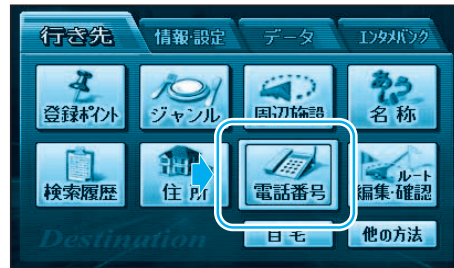 行き先 情報・設定 データ エンタメバンク
登録ポイント ジャンル 周辺施設 名称
あう
検索履歴 住所 電話番号 ルート編集・確認
Destination 自宅 他の方法